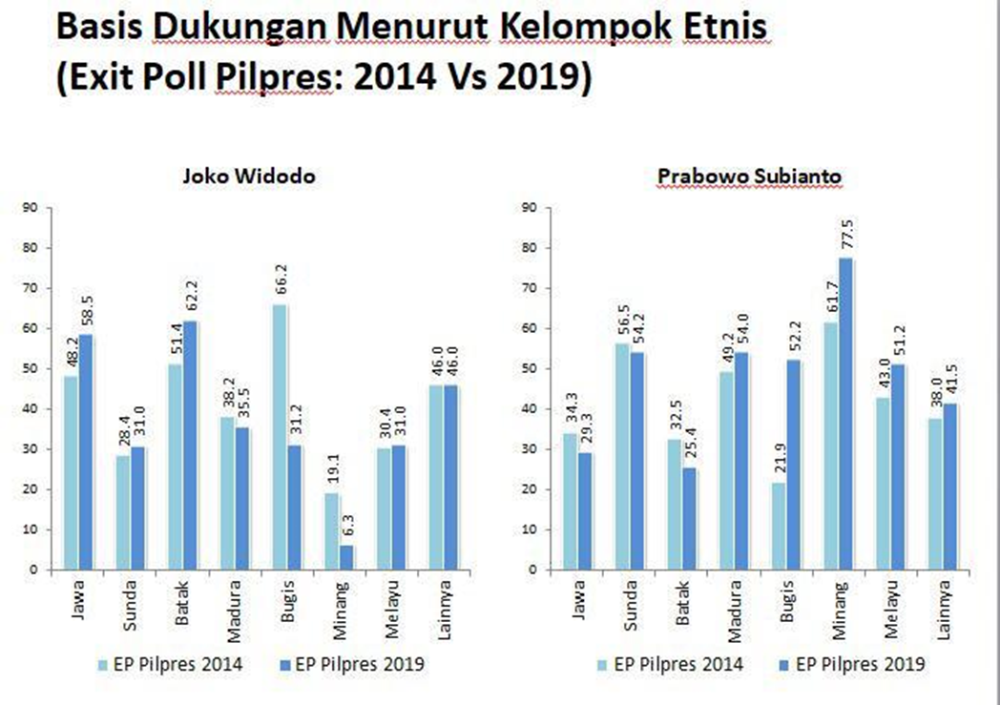 Basis Dukungan Menurut Kelompok Etnis
(Exit Poll Pilpres: 2014 Vs 2019)
Joko Widodo
90
80
70
60
50
40
30
20
10
0
48.2
58.5
28.4
31.0
51.4
62.2
38.2
35.5
66.2
31.2
19.1
6.3
30.4
31.0
46.0
46.0
Jawa
Sunda
Batak
Madura
Bugis
Minang
Melayu
Lainnya
EP Pilpres 2014 EP Pilpres 2019
Prabowo Subianto
90
80
70
60
50
40
30
20
10
0
34.3
29.3
56.5
54.2
32.5
25.4
49.2
54.0
21.9
52.2
61.7
77.5
43.0
51.2
38.0
41.5
Jawa
Sunda
Batak
Madura
Bugis
Minang
Melayu
Lainnya
EP Pilpres 2014 EP Pilpres 2019